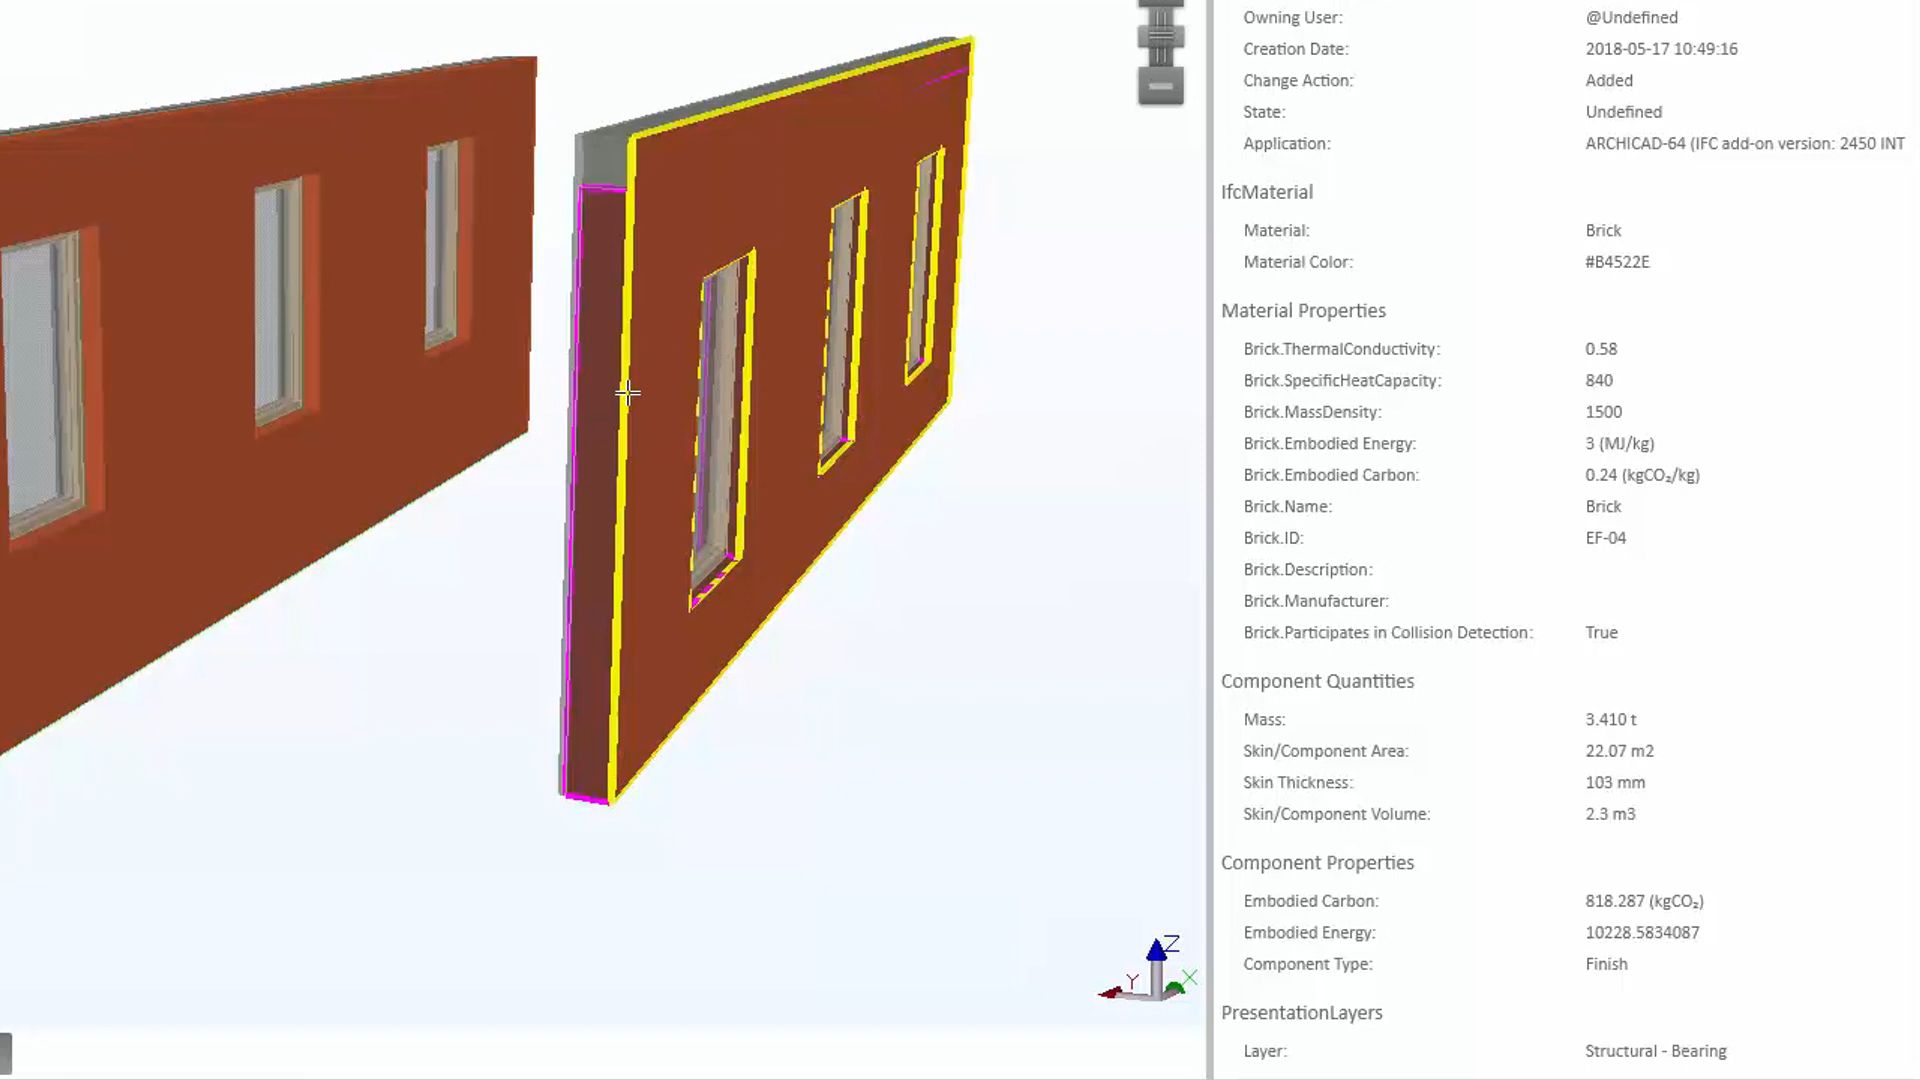 Owning User: @Undefined
Creation Date: 2018-05-17 10:49:16
Change Action: Added
State: Undefined
Application: ARCHICAD-64 (IFC add-on version: 2450 INT
IfcMaterial
Material: Brick
Material Color: #B4522E
Material Properties
Brick.ThermalConductivity: 0.58
Brick.SpecificHeatCapacity: 840
Brick.MassDensity: 1500
Brick.Embodied Energy: 3 (MJ/kg)
Brick.Embodied Carbon: 0.24 (kgCO₂/kg)
Brick.Name: Brick
Brick.ID: EF-04
Brick.Description:
Brick.Manufacturer:
Brick.Participates in Collision Detection: True
Component Quantities
Mass: 3.410 t
Skin/Component Area: 22.07 m2
Skin Thickness: 103 mm
Skin/Component Volume: 2.3 m3
Component Properties
Embodied Carbon: 818.287 (kgCO₂)
Embodied Energy: 10228.5834087
Component Type: Finish
PresentationLayers
Layer: Structural - Bearing
Z
Y X